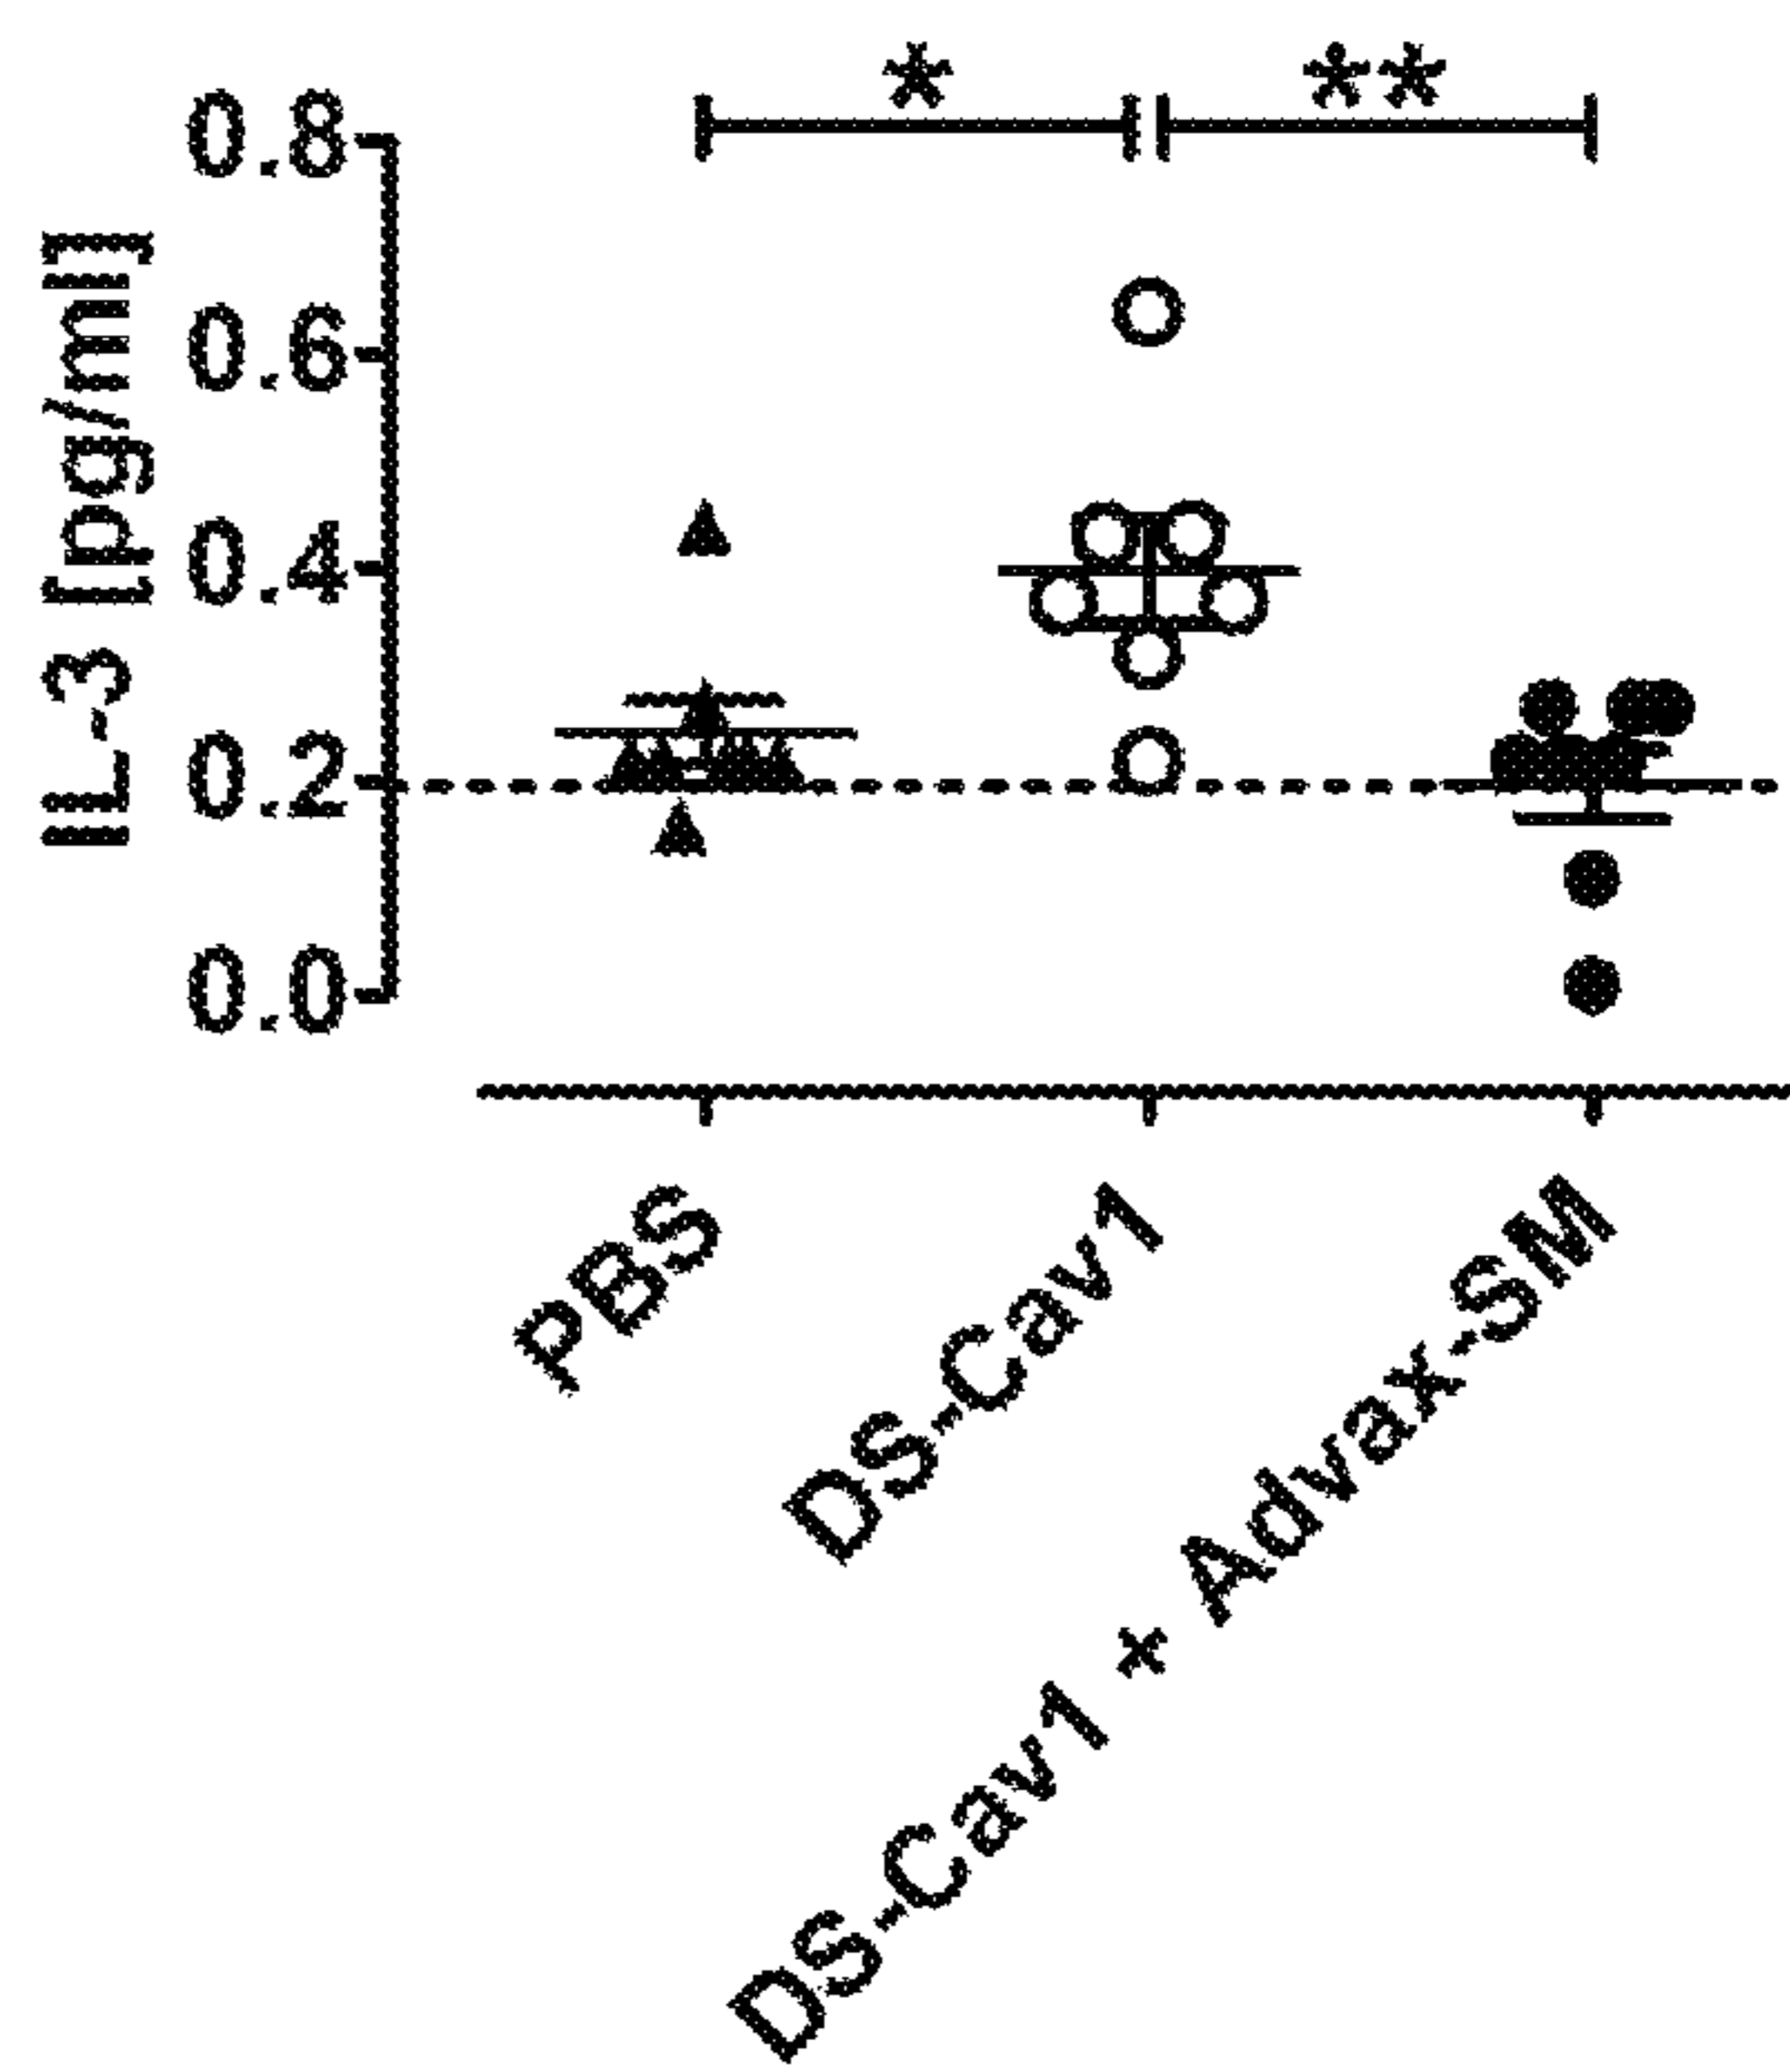 * **
IL-3 [pg/ml]
0.8
0.6
0.4
0.2
0.0
PBS
DS-Cav1
DS-Cav1 * Advax-SM